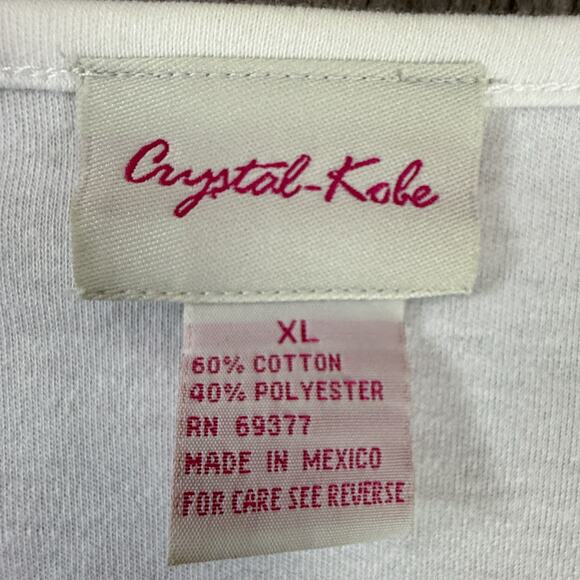 Crystal-Kobe
XL
60% COTTON
40% POLYESTER
RN 69377
MADE IN MEXICO
FOR CARE SEE REVERSE